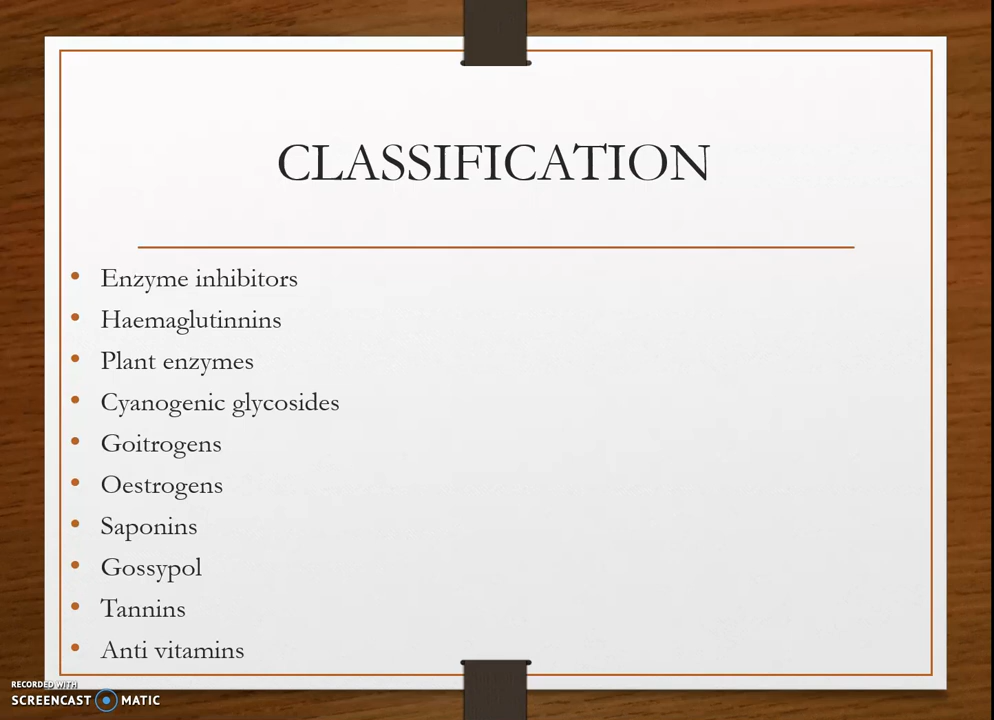 CLASSIFICATION
• Enzyme inhibitors
• Haemaglutinnins
• Plant enzymes
• Cyanogenic glycosides
• Goitrogens
• Oestrogens
• Saponins
• Gossypol
• Tannins
• Anti vitamins
RECORDED WITH
SCREENCAST MATIC